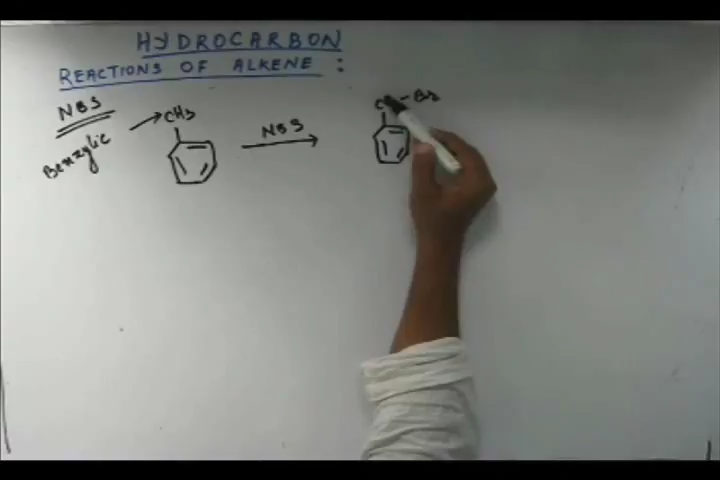 HYDROCARBON
REACTIONS OF ALKENE :
NBS
Benzylic
CH3
NBS
C - Br